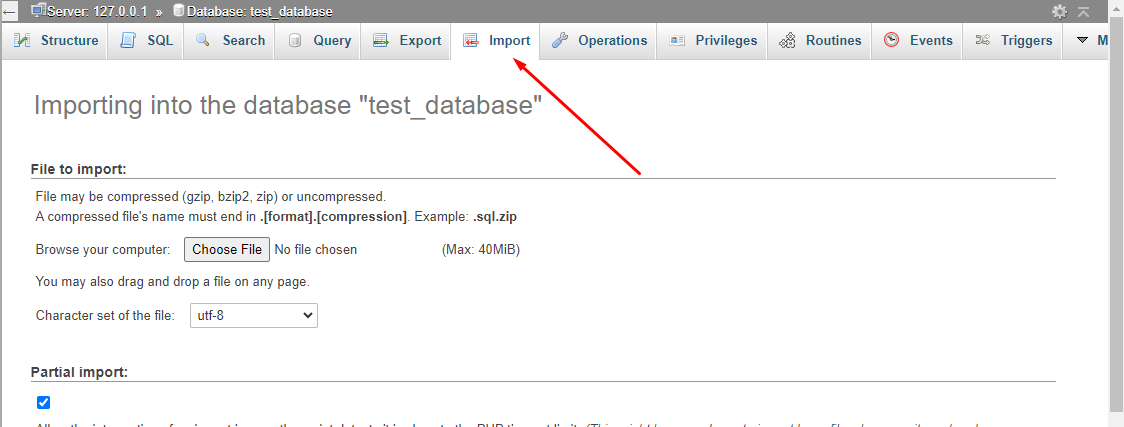 Server: 127.0.0.1 » Database: test_database
Structure SQL Search Query Export Import Operations Privileges Routines Events Triggers M
Importing into the database "test_database"
File to import:
File may be compressed (gzip, bzip2, zip) or uncompressed.
A compressed file's name must end in .[format].[compression]. Example: .sql.zip
Browse your computer: Choose File No file chosen (Max: 40MiB)
You may also drag and drop a file on any page.
Character set of the file: utf-8
Partial import: